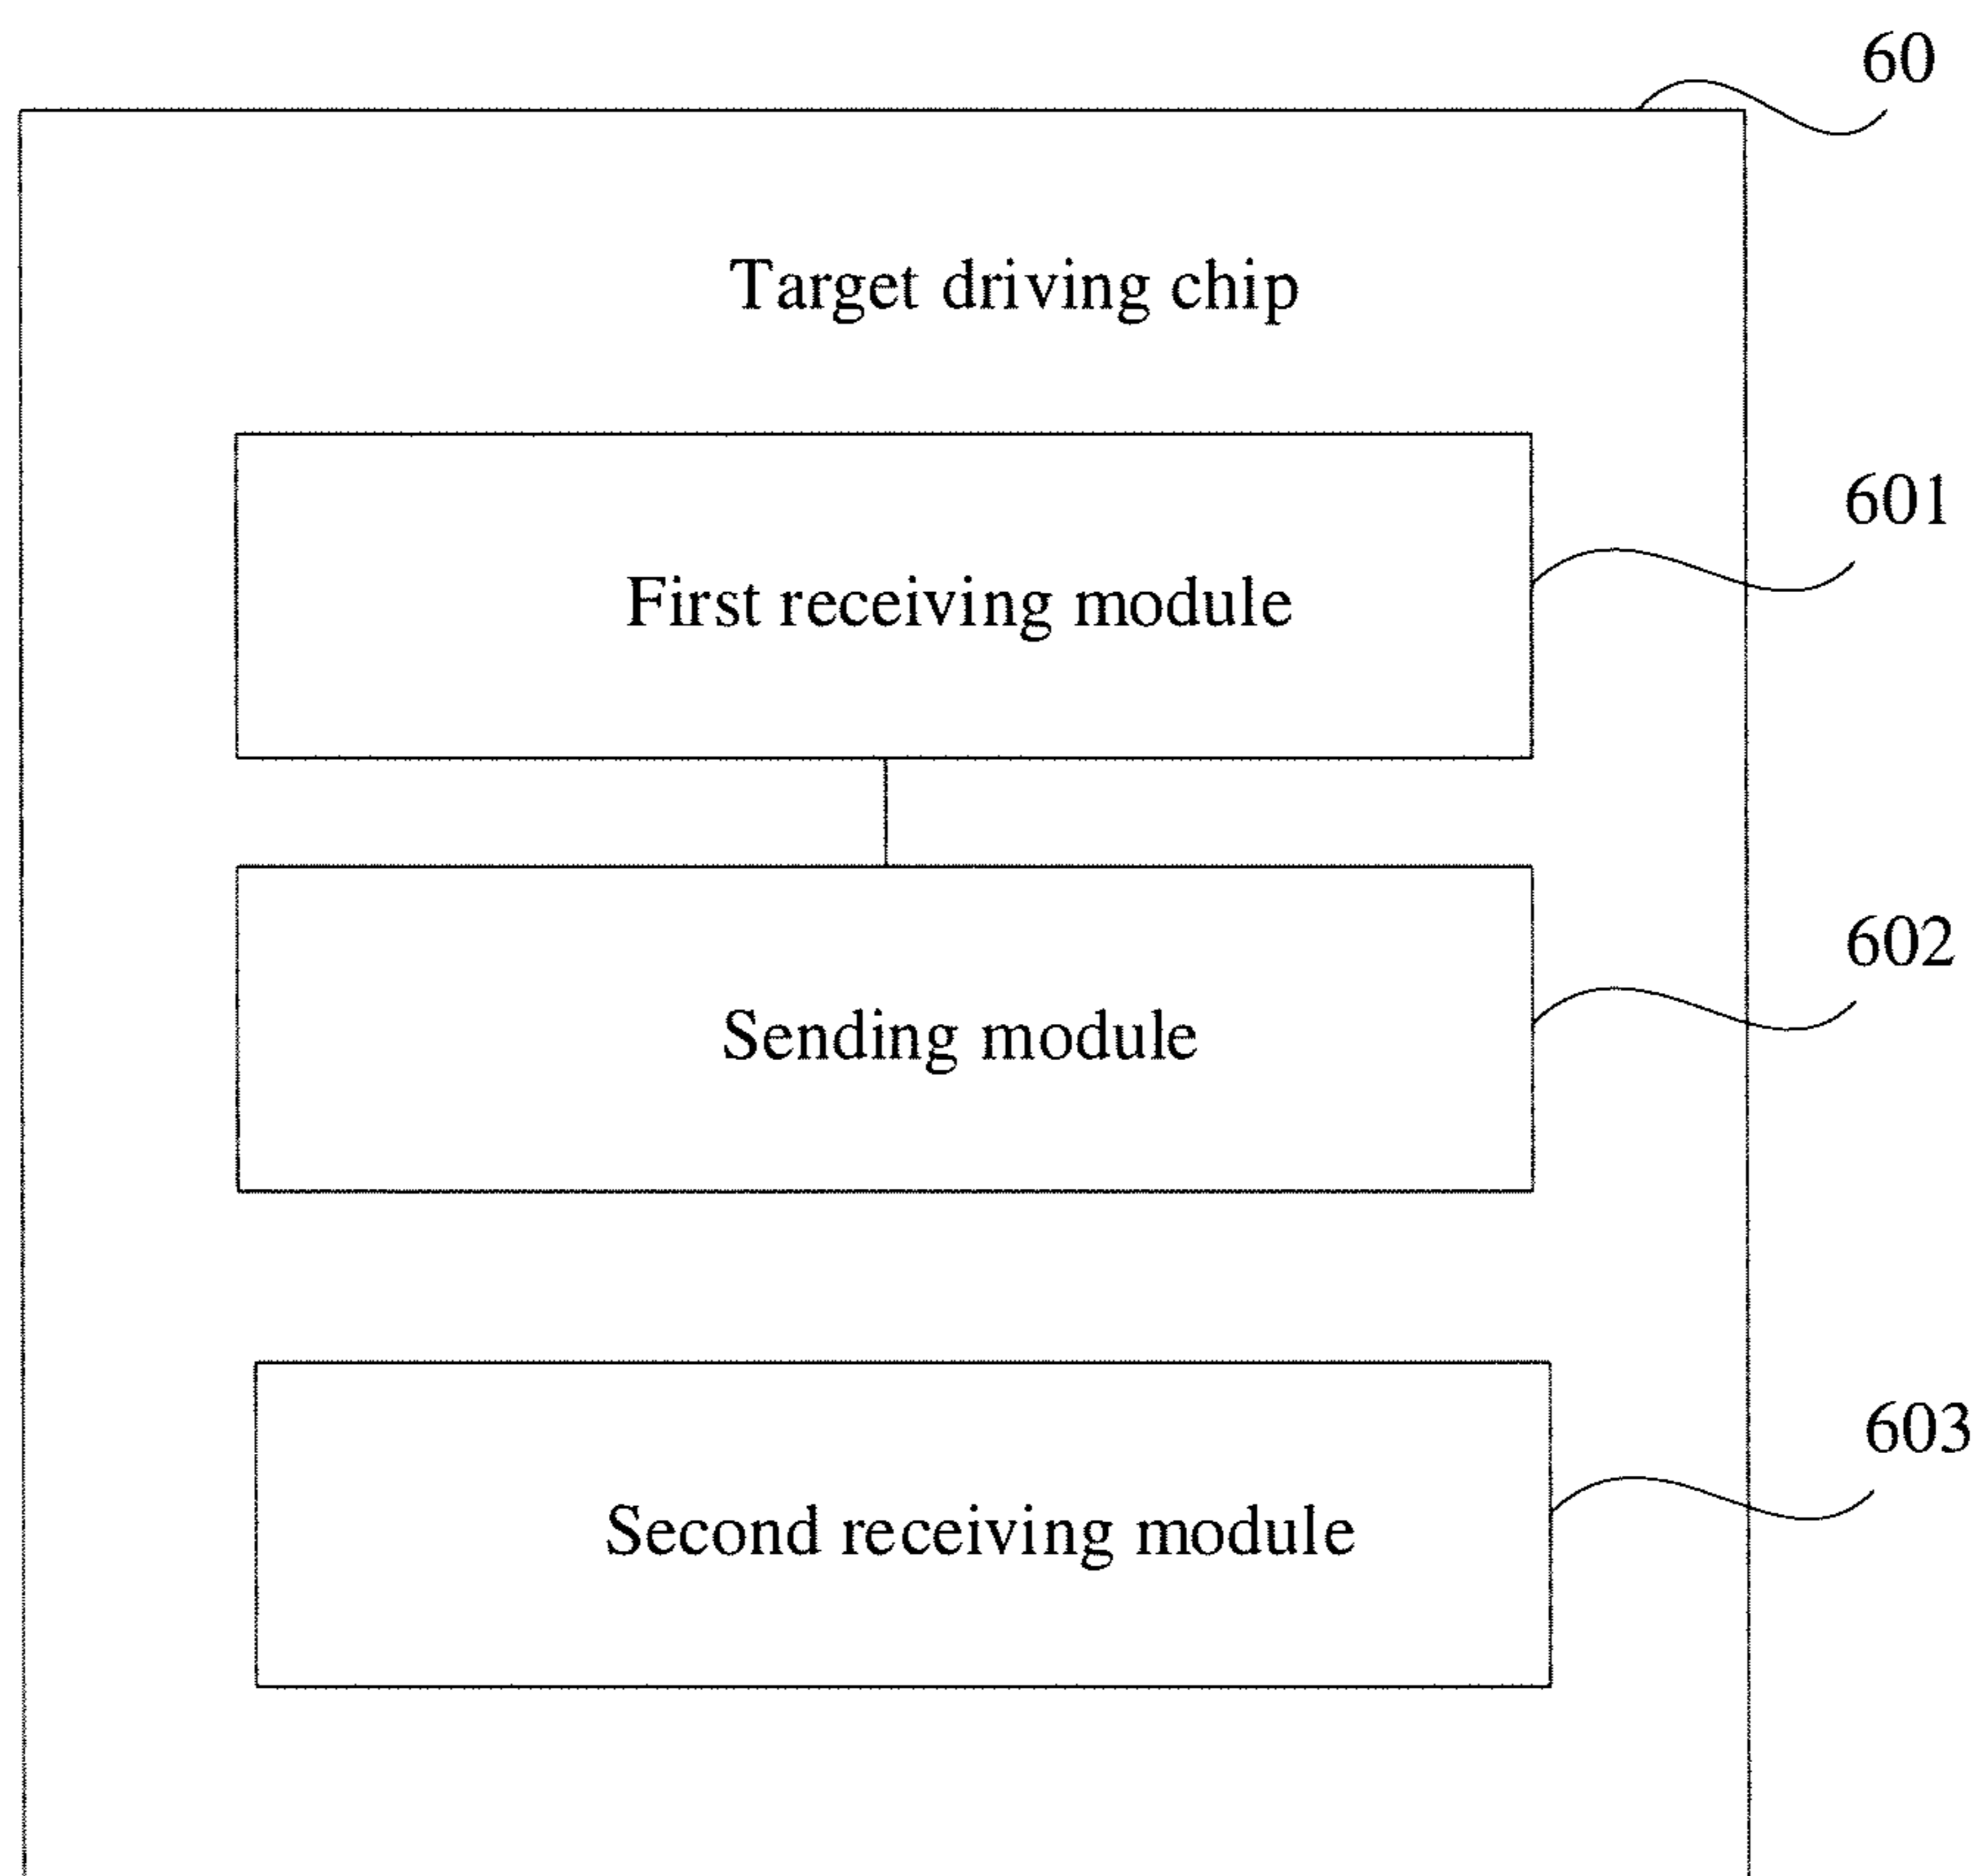 60
Target driving chip
601
First receiving module
602
Sending module
603
Second receiving module